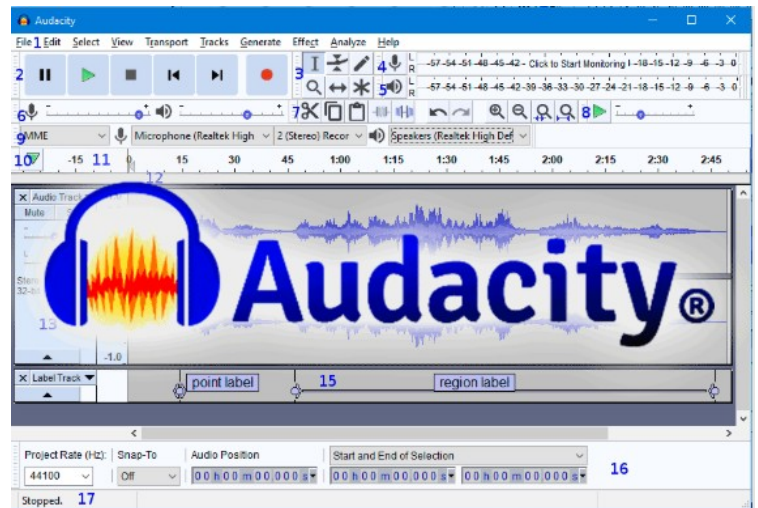 Audacity
File 1 Edit Select View Transport Tracks Generate Effect Analyze Help
2 3 4 L R -57 -54 -51 -48 -45 -42 - Click to Start Monitoring -18 -15 -12 -9 -6 -3 0
5 L R -57 -54 -51 -48 -45 -42 -39 -36 -33 -30 -27 -24 -21 -18 -15 -12 -9 -6 -3 0
6 7 8
9 MME Microphone (Realtek High 2 (Stereo) Recor Speakers (Realtek High Def
10 -15 11 0 15 30 45 1:00 1:15 1:30 1:45 2:00 2:15 2:30 2:45
12
X Audio Track
Mute
Audacity®
13
-1.0
X Label Track point label 15 region label
Project Rate (Hz): Snap-To Audio Position Start and End of Selection
44100 Off 00 h 00 m 00,000 s 00 h 00 m 00,000 s 00 h 00 m 00,000 s 16
Stopped. 17